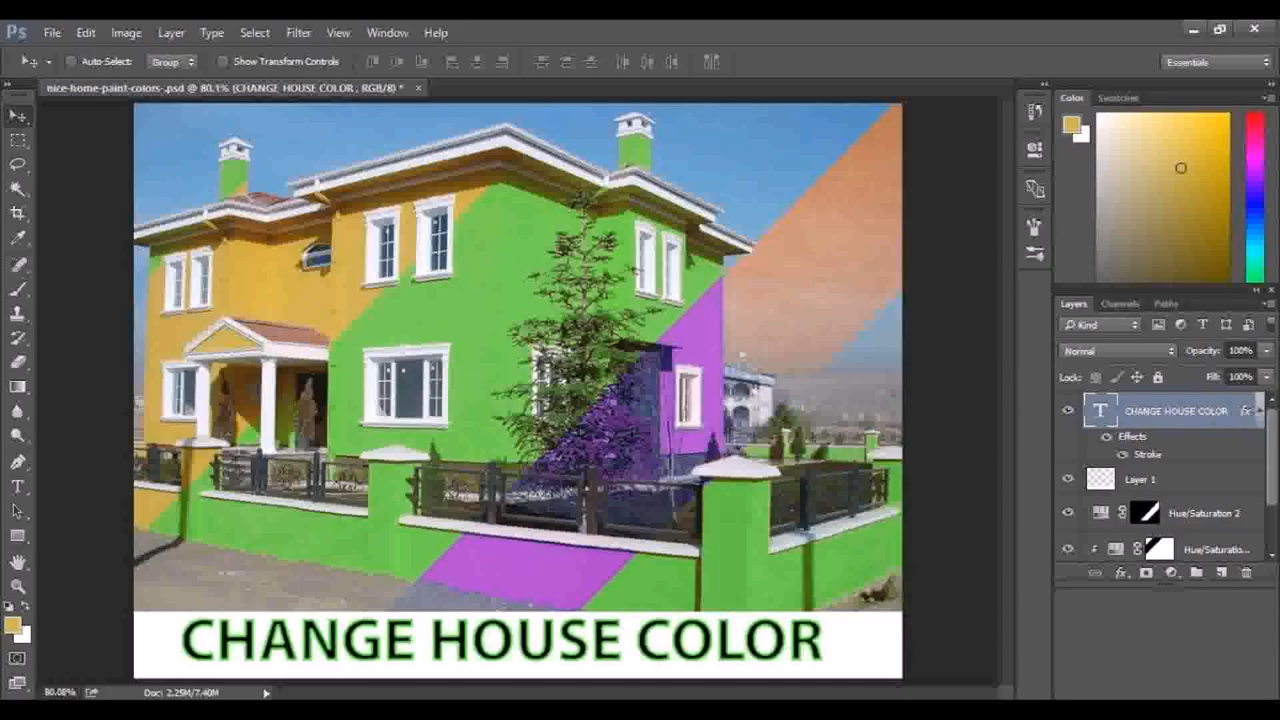 Ps File Edit Image Layer Type Select Filter View Window Help
Auto-Select: Group Show Transform Controls Essentials
nice-home-paint-colors-.psd @ 80.1% (CHANGE HOUSE COLOR , RGB/8) *
Color Swatches
Layers Channels Paths
Kind T
Normal Opacity: 100%
Lock: Fill: 100%
T CHANGE HOUSE COLOR fx
Effects
Stroke
Layer 1
Hue/Saturation 2
Hue/Saturatio...
fx
CHANGE HOUSE COLOR
80.08% Doc: 2.25M/7.40M